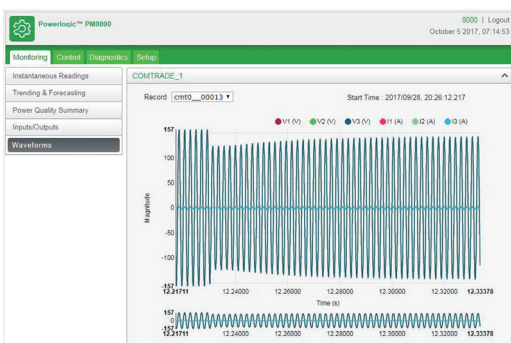 Powerlogic™ PM8000
8000 | Logout
October 5 2017, 07:14:53
Monitoring Control Diagnostics Setup
Instantaneous Readings
Trending & Forecasting
Power Quality Summary
Inputs/Outputs
Waveforms
COMTRADE_1
Record cmt0__00013
Start Time : 2017/09/28, 20:26:12.217
V1 (V) V2 (V) V3 (V) I1 (A) I2 (A) I3 (A)
157
100
50
0
-50
-100
-157
Magnitude
12.21711 12.24000 12.26000 12.28000 12.30000 12.32000 12.33378
Time (s)
157
0
-157
12.21711 12.24000 12.26000 12.28000 12.30000 12.32000 12.33378